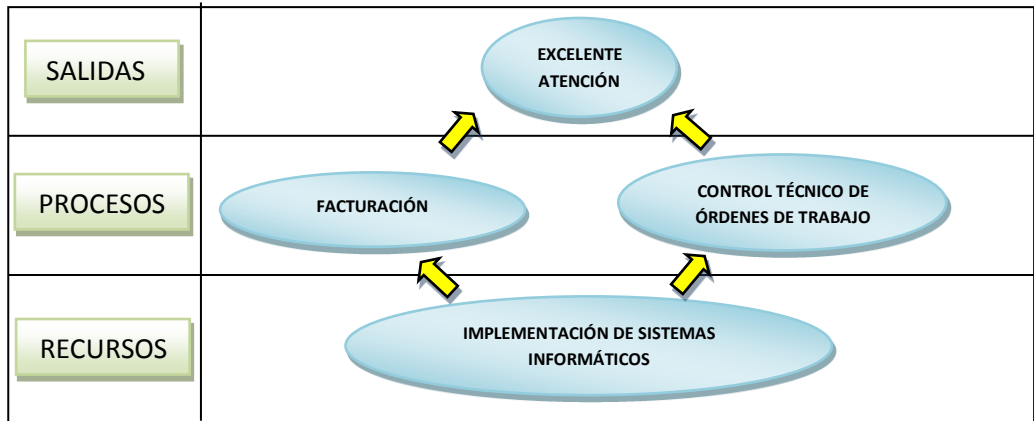 SALIDAS
EXCELENTE
ATENCIÓN
PROCESOS
FACTURACIÓN
CONTROL TÉCNICO DE
ÓRDENES DE TRABAJO
RECURSOS
IMPLEMENTACIÓN DE SISTEMAS
INFORMÁTICOS